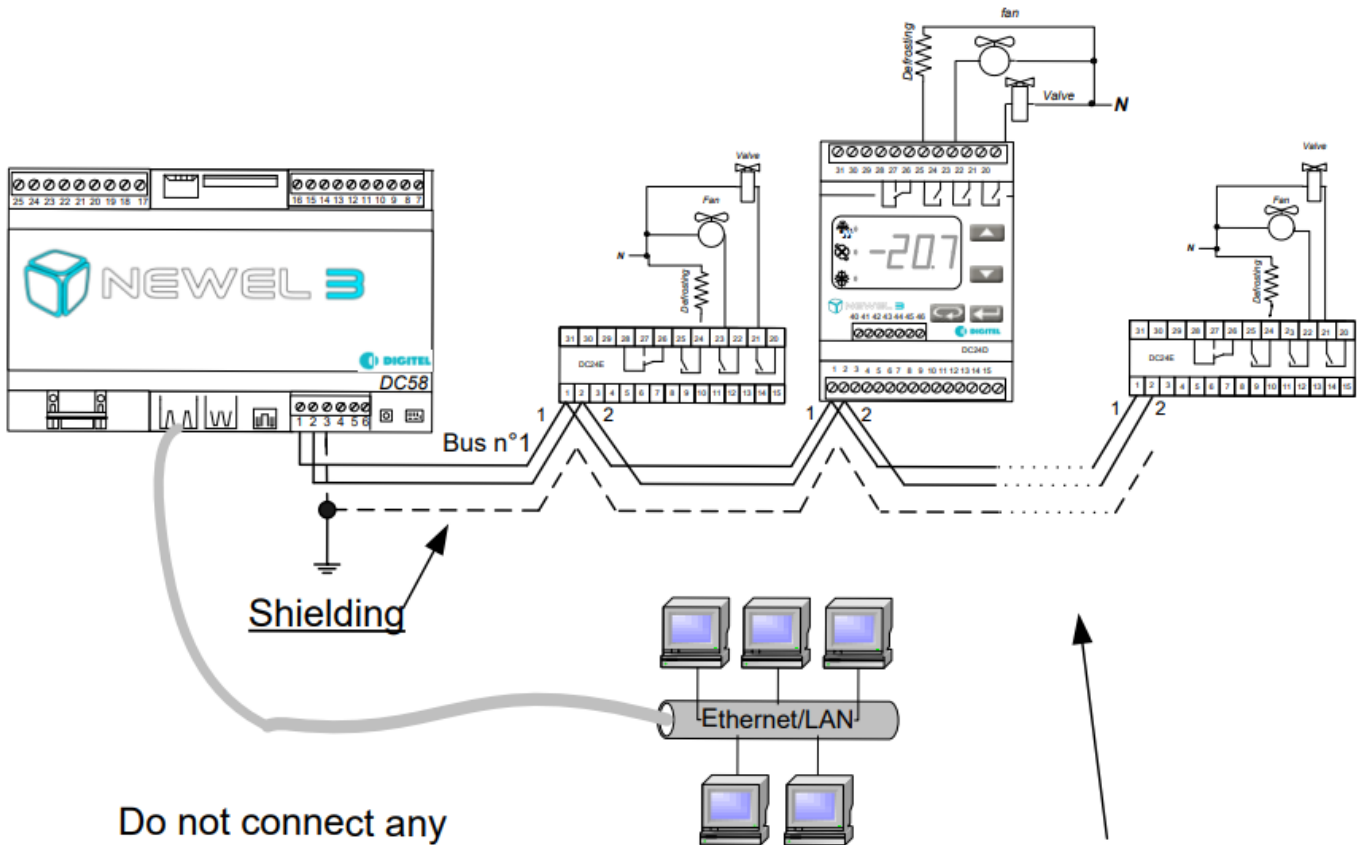 fan
Defrosting
Valve
N
Valve
Fan
N
Defrosting
Valve
Fan
N
Defrosting
25 24 23 22 21 20 19 18 17
16 15 14 13 12 11 10 9 8 7
NEWEL 3
DIGITEL
DC58
1 2 3 4 5 6
31 30 29 28 27 26 25 24 23 22 21 20
DC24E
1 2 3 4 5 6 7 8 9 10 11 12 13 14 15
31 30 29 28 27 26 25 24 23 22 21 20
-20.7
NEWEL 3
40 41 42 43 44 45 46
DIGITEL
DC24D
1 2 3 4 5 6 7 8 9 10 11 12 13 14 15
31 30 29 28 27 26 25 24 23 22 21 20
DC24E
1 2 3 4 5 6 7 8 9 10 11 12 13 14 15
Bus n°1
1 2
1 2
1 2
Shielding
Ethernet/LAN
Do not connect any